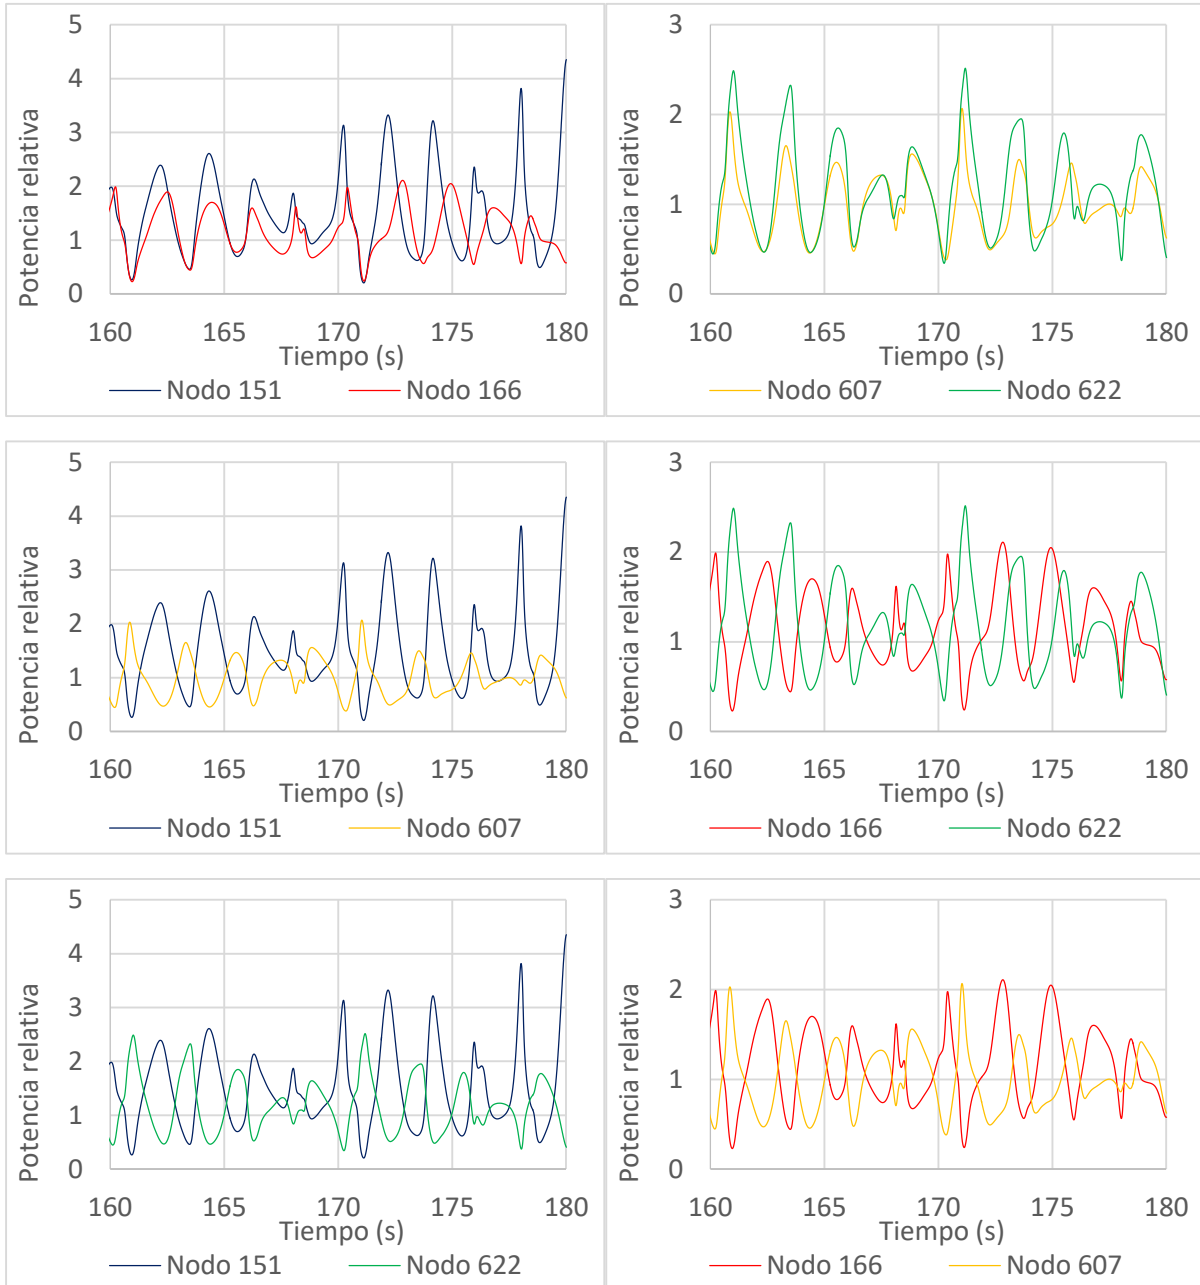 Potencia relativa
5
4
3
2
1
0
160 165 170 175 180
Tiempo (s)
Nodo 151 Nodo 166
Potencia relativa
3
2
1
0
160 165 170 175 180
Tiempo (s)
Nodo 607 Nodo 622
Potencia relativa
5
4
3
2
1
0
160 165 170 175 180
Tiempo (s)
Nodo 151 Nodo 607
Potencia relativa
3
2
1
0
160 165 170 175 180
Tiempo (s)
Nodo 166 Nodo 622
Potencia relativa
5
4
3
2
1
0
160 165 170 175 180
Tiempo (s)
Nodo 151 Nodo 622
Potencia relativa
3
2
1
0
160 165 170 175 180
Tiempo (s)
Nodo 166 Nodo 607